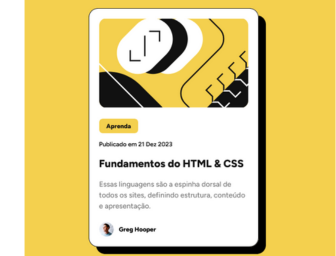 Aprenda
Publicado em 21 Dez 2023
Fundamentos do HTML & CSS
Essas linguagens são a espinha dorsal de
todos os sites, definindo estrutura, conteúdo
e apresentação.
Greg Hooper